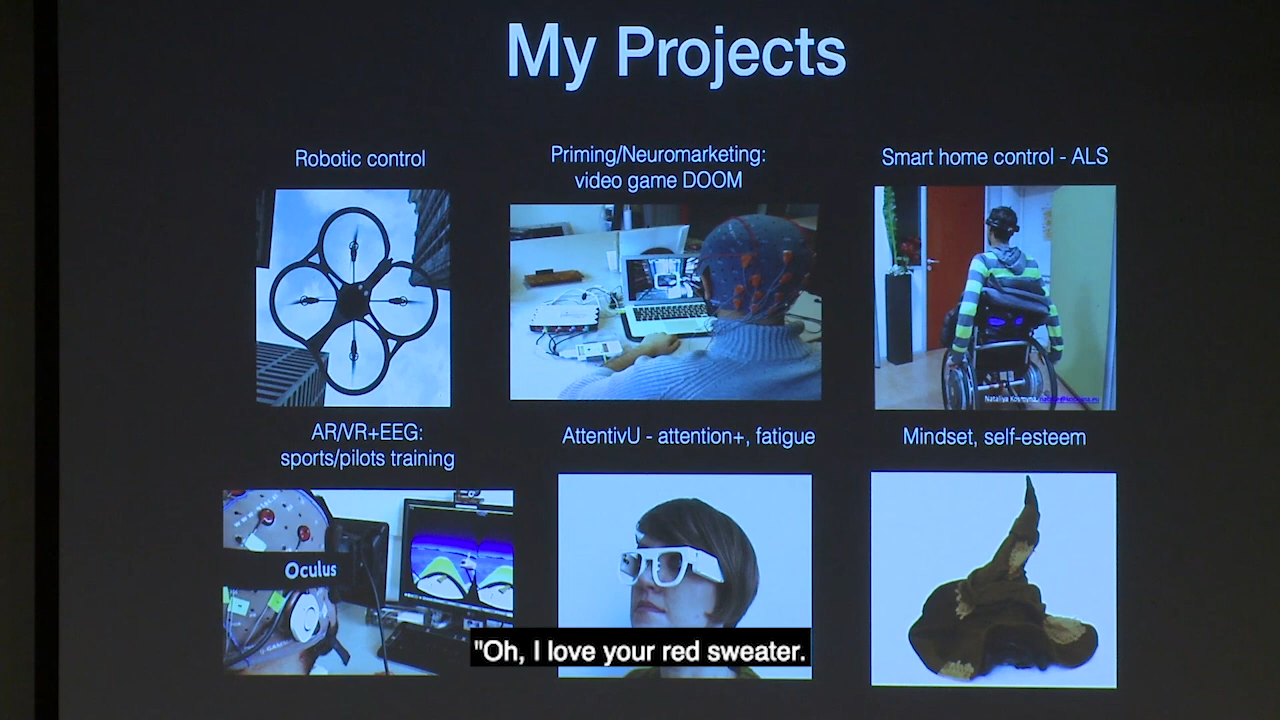 My Projects
Robotic control
Priming/Neuromarketing:
video game DOOM
Smart home control - ALS
AR/VR+EEG:
sports/pilots training
AttentivU - attention+, fatigue
Mindset, self-esteem
Oculus
"Oh, I love your red sweater.